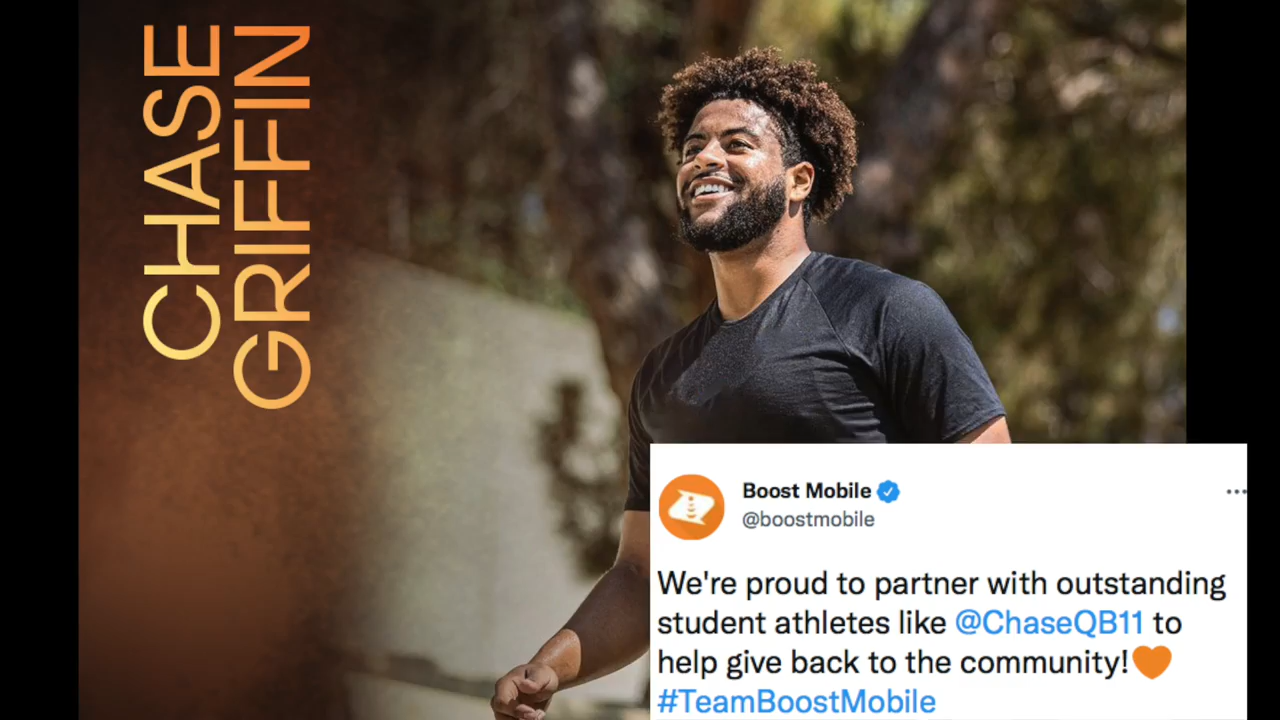 CHASE
GRIFFIN
Boost Mobile
@boostmobile
We're proud to partner with outstanding
student athletes like @ChaseQB11 to
help give back to the community!🧡
#TeamBoostMobile